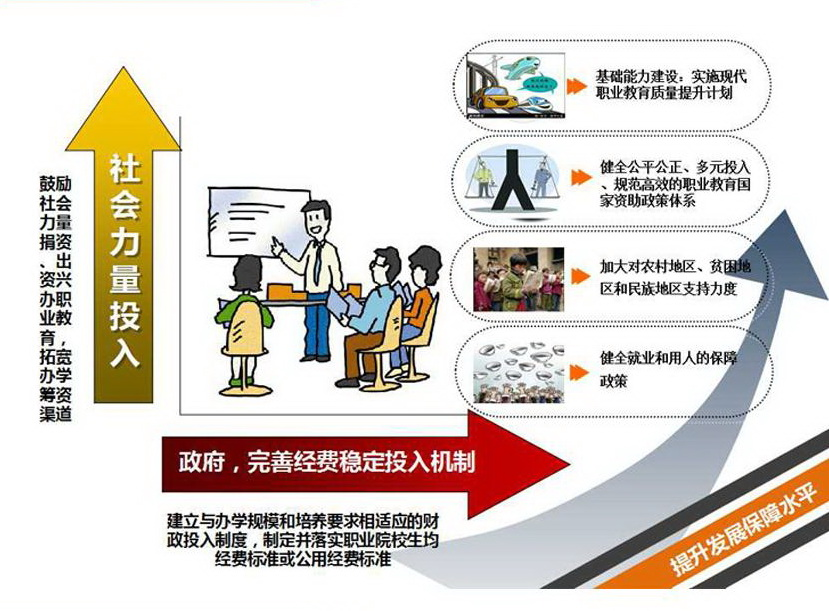 鼓励
社会
力量
捐资
、出
资兴
办职
业教
育，
拓宽
办学
筹资
渠道
社会力量投入
基础能力建设：实施现代
职业教育质量提升计划
健全公平公正、多元投入
、规范高效的职业教育国
家资助政策体系
加大对农村地区、贫困地
区和民族地区支持力度
健全就业和用人的保障
政策
政府，完善经费稳定投入机制
建立与办学规模和培养要求相适应的财
政投入制度，制定并落实职业院校生均
经费标准或公用经费标准
提升发展保障水平